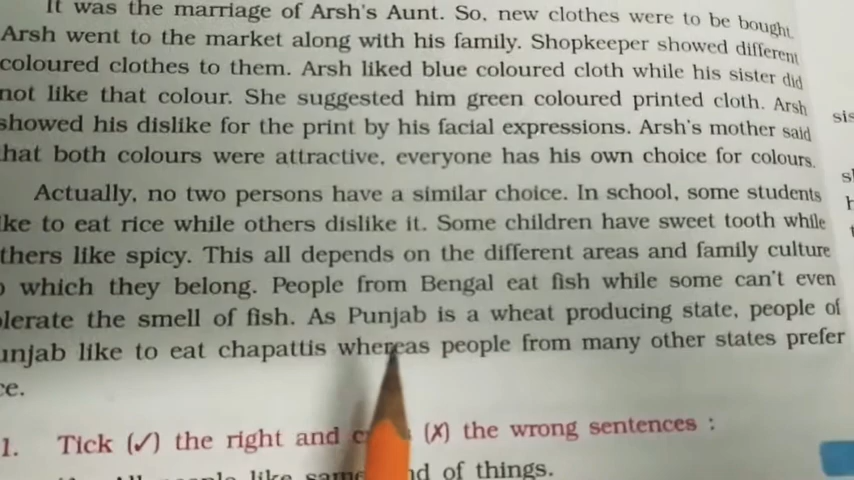 It was the marriage of Arsh's Aunt. So, new clothes were to be bought.
Arsh went to the market along with his family. Shopkeeper showed different
coloured clothes to them. Arsh liked blue coloured cloth while his sister did
not like that colour. She suggested him green coloured printed cloth. Arsh
showed his dislike for the print by his facial expressions. Arsh's mother said
hat both colours were attractive, everyone has his own choice for colours.
Actually, no two persons have a similar choice. In school, some students
ke to eat rice while others dislike it. Some children have sweet tooth while
thers like spicy. This all depends on the different areas and family culture
o which they belong. People from Bengal eat fish while some can't even
lerate the smell of fish. As Punjab is a wheat producing state, people of
unjab like to eat chapattis whereas people from many other states prefer
ce.
1. Tick (✓) the right and (✗) the wrong sentences :
people like same of things.